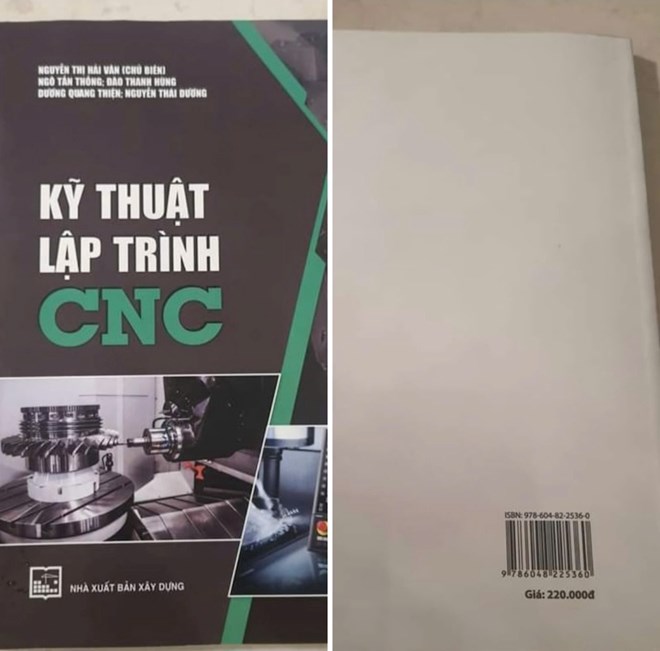 NGUYỄN THỊ HẢI VÂN (CHỦ BIÊN)
NGÔ TẤN THỐNG; ĐÀO THANH HÙNG
DƯƠNG QUANG THIỆN; NGUYỄN THÁI DƯƠNG
KỸ THUẬT
LẬP TRÌNH
CNC
NHÀ XUẤT BẢN XÂY DỰNG
ISBN: 978-604-82-2536-0
9 786048 225360
Giá: 220.000đ